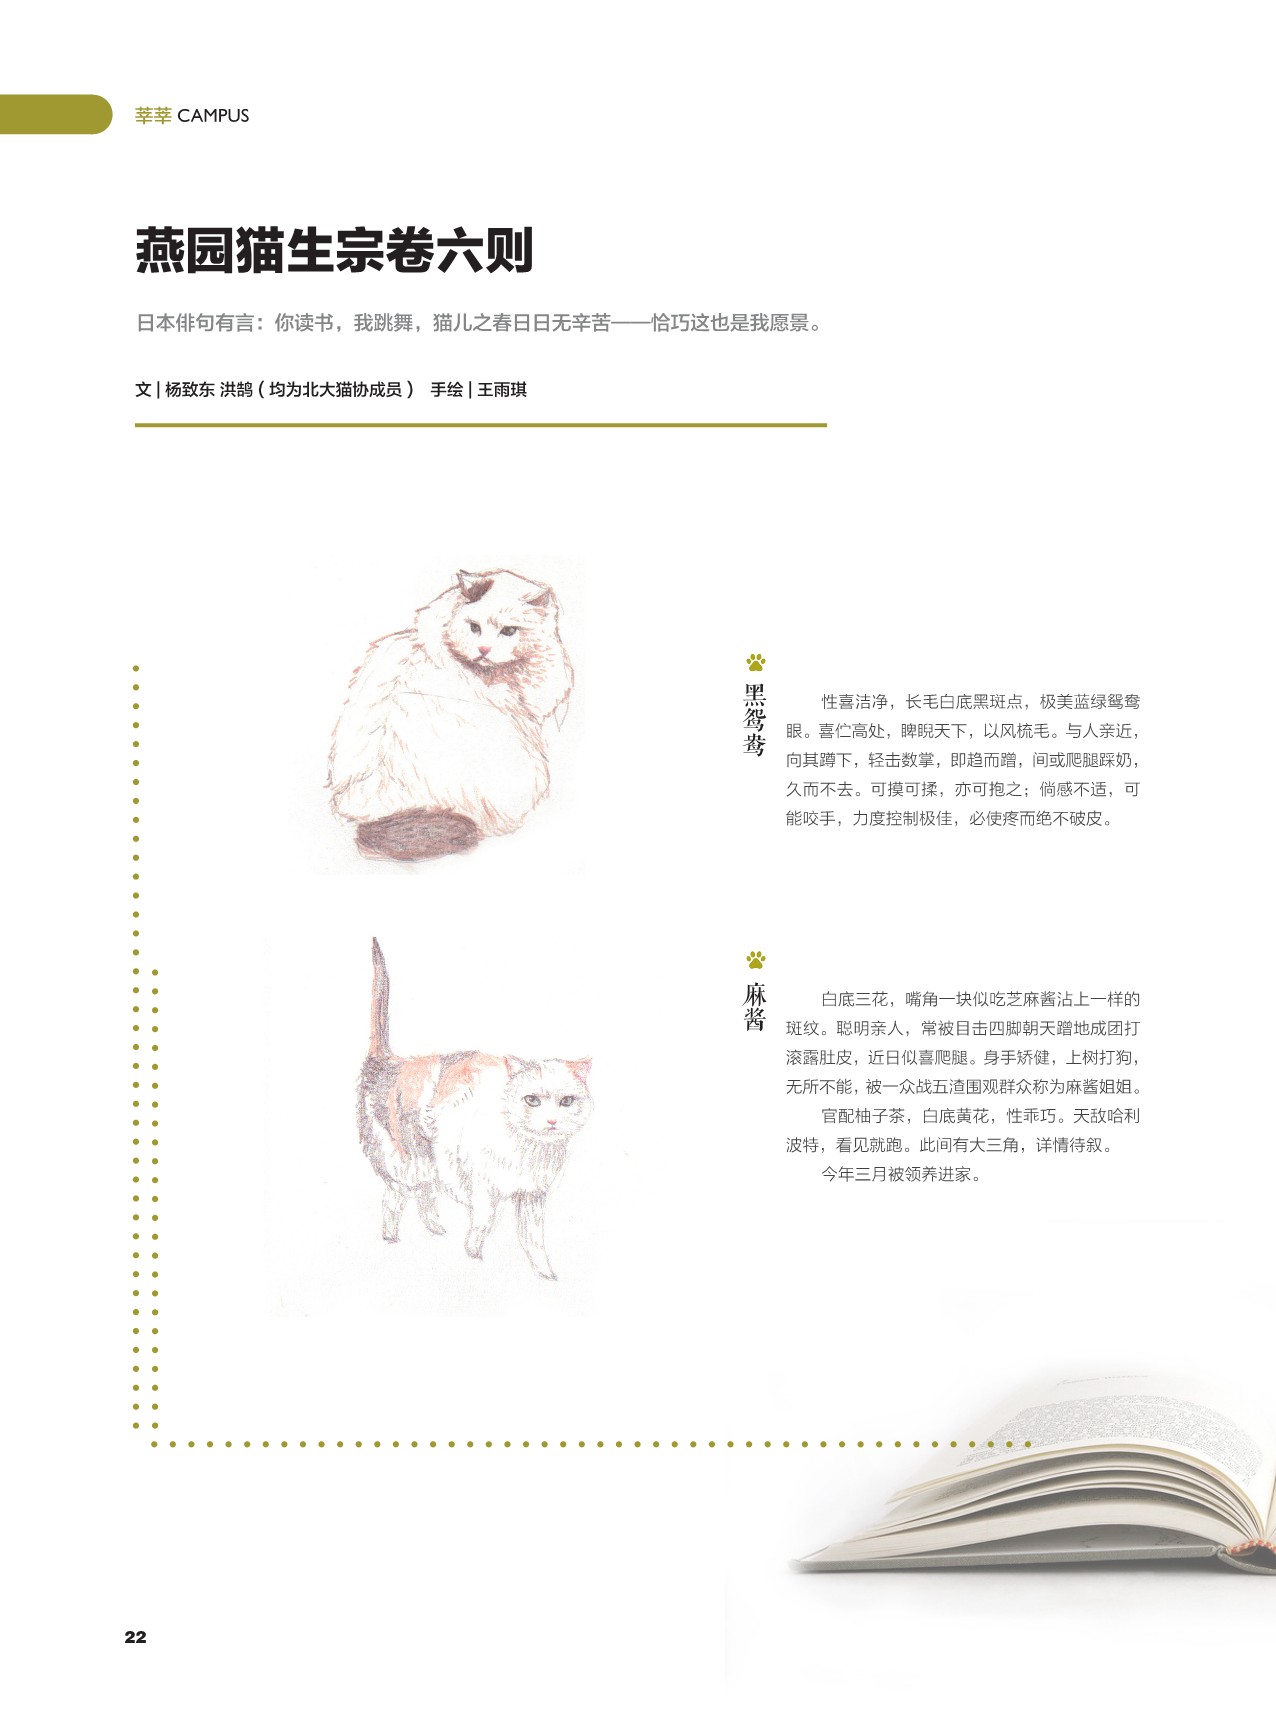 莘莘 CAMPUS
燕园猫生宗卷六则
日本俳句有言：你读书，我跳舞，猫儿之春日日无辛苦——恰巧这也是我愿景。
文 | 杨致东 洪鹄（均为北大猫协成员） 手绘 | 王雨琪
黑鸳鸯
性喜洁净，长毛白底黑斑点，极美蓝绿鸳鸯
眼。喜伫高处，睥睨天下，以风梳毛。与人亲近，
向其蹲下，轻击数掌，即趋而蹭，间或爬腿踩奶，
久而不去。可摸可揉，亦可抱之；倘感不适，可
能咬手，力度控制极佳，必使疼而绝不破皮。
麻酱
白底三花，嘴角一块似吃芝麻酱沾上一样的
斑纹。聪明亲人，常被目击四脚朝天蹭地成团打
滚露肚皮，近日似喜爬腿。身手矫健，上树打狗，
无所不能，被一众战五渣围观群众称为麻酱姐姐。
官配柚子茶，白底黄花，性乖巧。天敌哈利
波特，看见就跑。此间有大三角，详情待叙。
今年三月被领养进家。
22